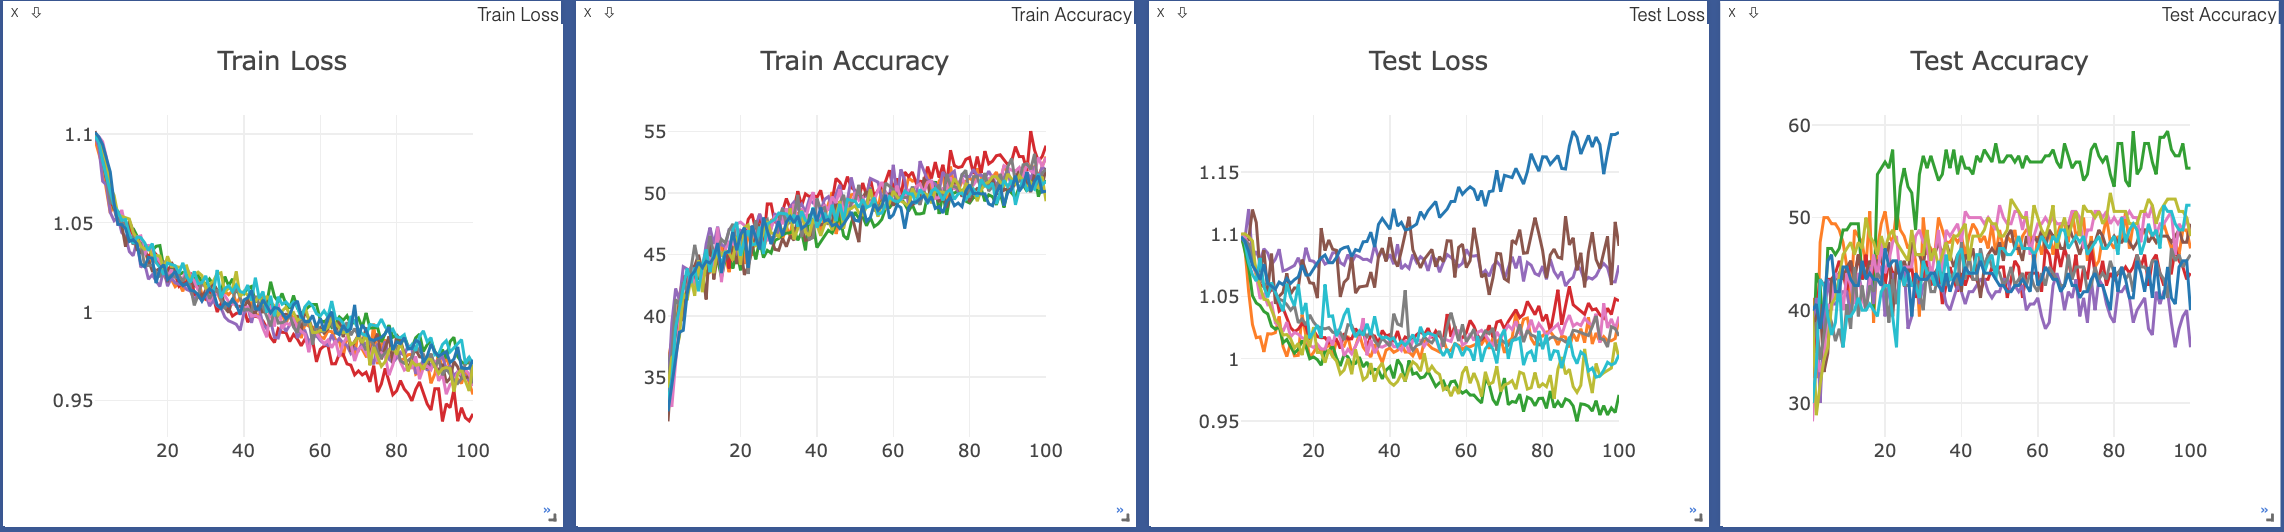 X ⇩ Train Loss
Train Loss
1.1
1.05
1
0.95
20 40 60 80 100
»
X ⇩ Train Accuracy
Train Accuracy
55
50
45
40
35
20 40 60 80 100
»
X ⇩ Test Loss
Test Loss
1.15
1.1
1.05
1
0.95
20 40 60 80 100
»
X ⇩ Test Accuracy
Test Accuracy
60
50
40
30
20 40 60 80 100
»